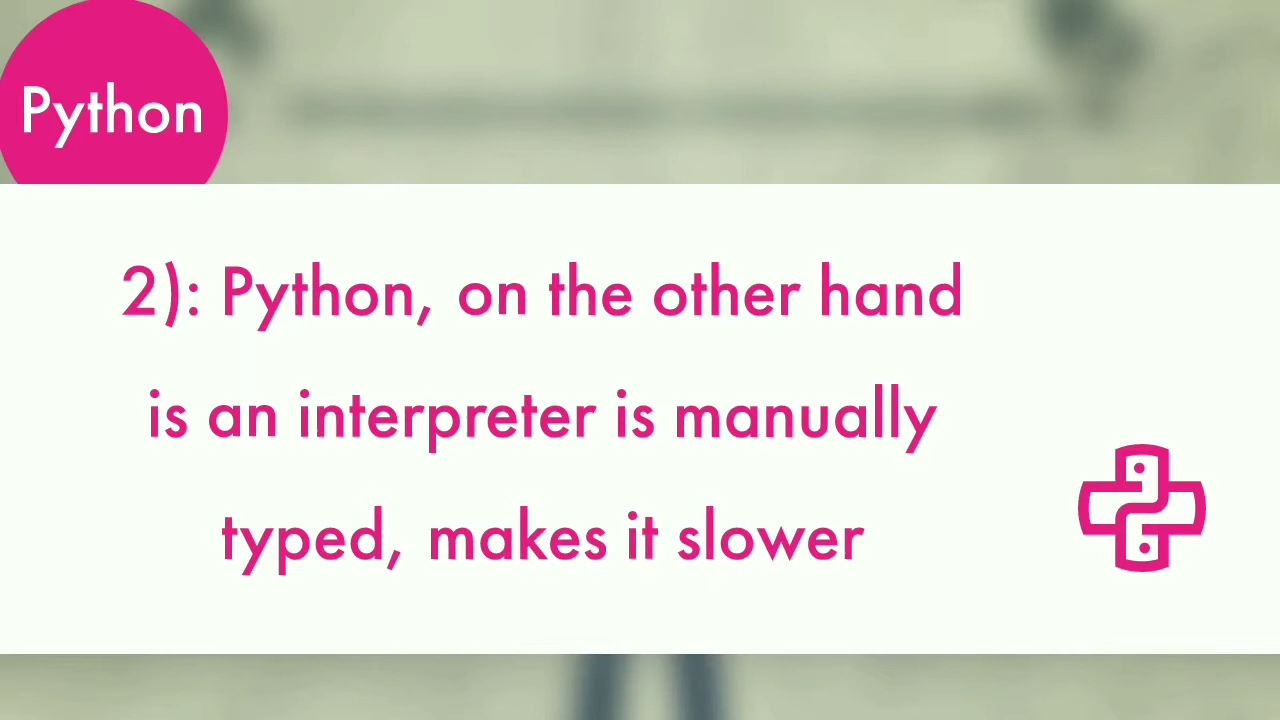 Python
2): Python, on the other hand
is an interpreter is manually
typed, makes it slower